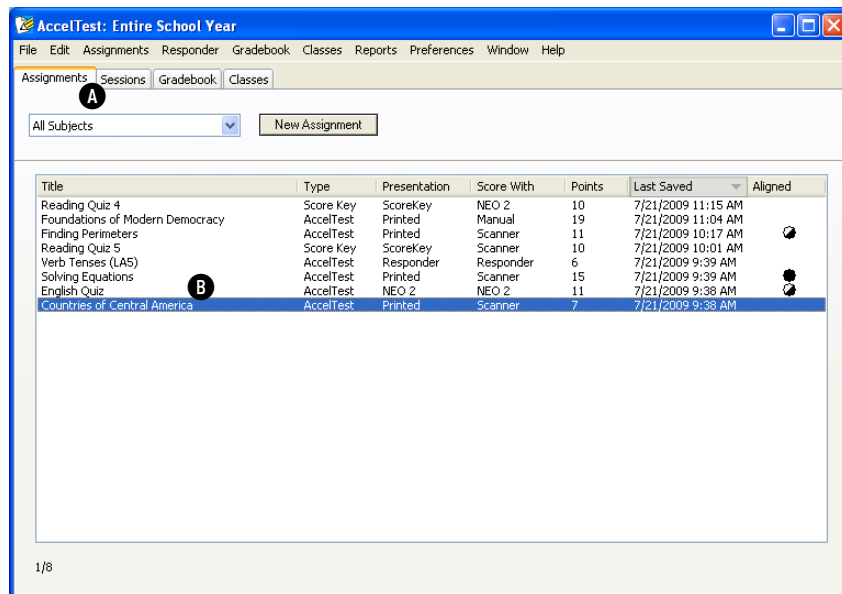 AccelTest: Entire School Year
File Edit Assignments Responder Gradebook Classes Reports Preferences Window Help
Assignments Sessions Gradebook Classes
A
All Subjects New Assignment
Title Type Presentation Score With Points Last Saved Aligned
Reading Quiz 4 Score Key ScoreKey NEO 2 10 7/21/2009 11:15 AM
Foundations of Modern Democracy AccelTest Printed Manual 19 7/21/2009 11:04 AM
Finding Perimeters AccelTest Printed Scanner 11 7/21/2009 10:17 AM
Reading Quiz 5 Score Key ScoreKey Scanner 10 7/21/2009 10:01 AM
Verb Tenses (LA5) AccelTest Responder Responder 6 7/21/2009 9:39 AM
Solving Equations AccelTest Printed Scanner 15 7/21/2009 9:39 AM
English Quiz B AccelTest NEO 2 NEO 2 11 7/21/2009 9:38 AM
Countries of Central America AccelTest Printed Scanner 7 7/21/2009 9:38 AM
1/8